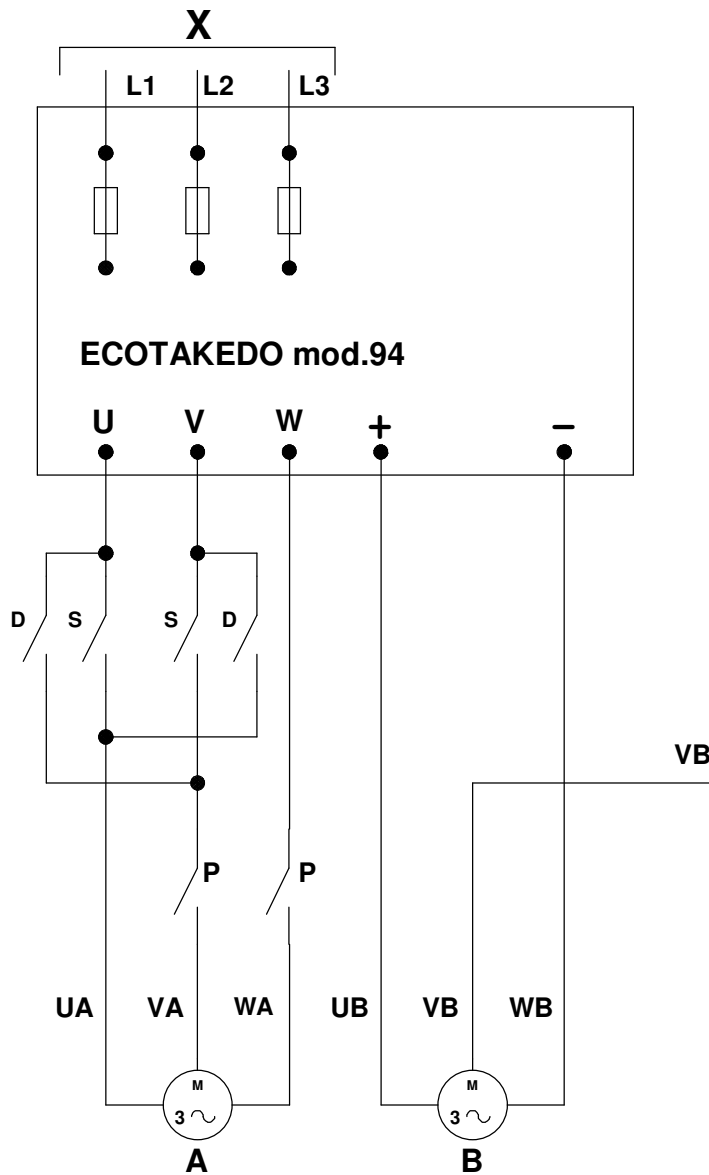 X
L1 L2 L3
ECOTAKEDO mod.94
U V W + −
D S S D
VB
P P
UA VA WA UB VB WB
M M
3 3
A B